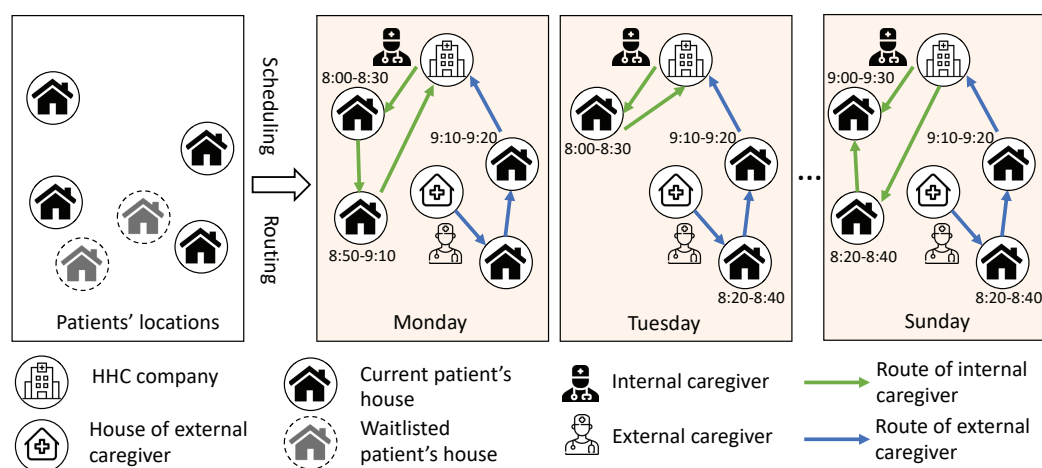 Patients' locations
Scheduling
Routing
8:00-8:30
9:10-9:20
8:50-9:10
Monday
8:00-8:30
9:10-9:20
8:20-8:40
Tuesday
...
9:00-9:30
9:10-9:20
8:20-8:40
8:20-8:40
Sunday
HHC company
House of external
caregiver
Current patient's
house
Waitlisted
patient's house
Internal caregiver
External caregiver
Route of internal
caregiver
Route of external
caregiver